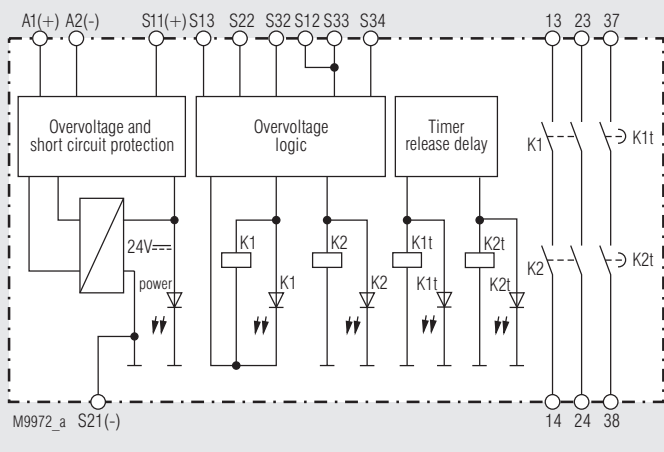 A1(+) A2(-) S11(+) S13 S22 S32 S12 S33 S34 13 23 37
Overvoltage and
short circuit protection
Overvoltage
logic
Timer
release delay
K1 K1t
24V
K1 K2 K1t K2t
K2 K2t
power K1 K2 K1t K2t
M9972_a S21(-) 14 24 38